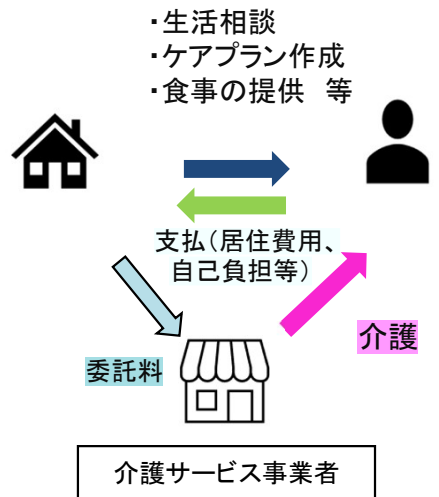 ・生活相談
・ケアプラン作成
・食事の提供　等
支払（居住費用、
自己負担等）
介護
委託料
介護サービス事業者